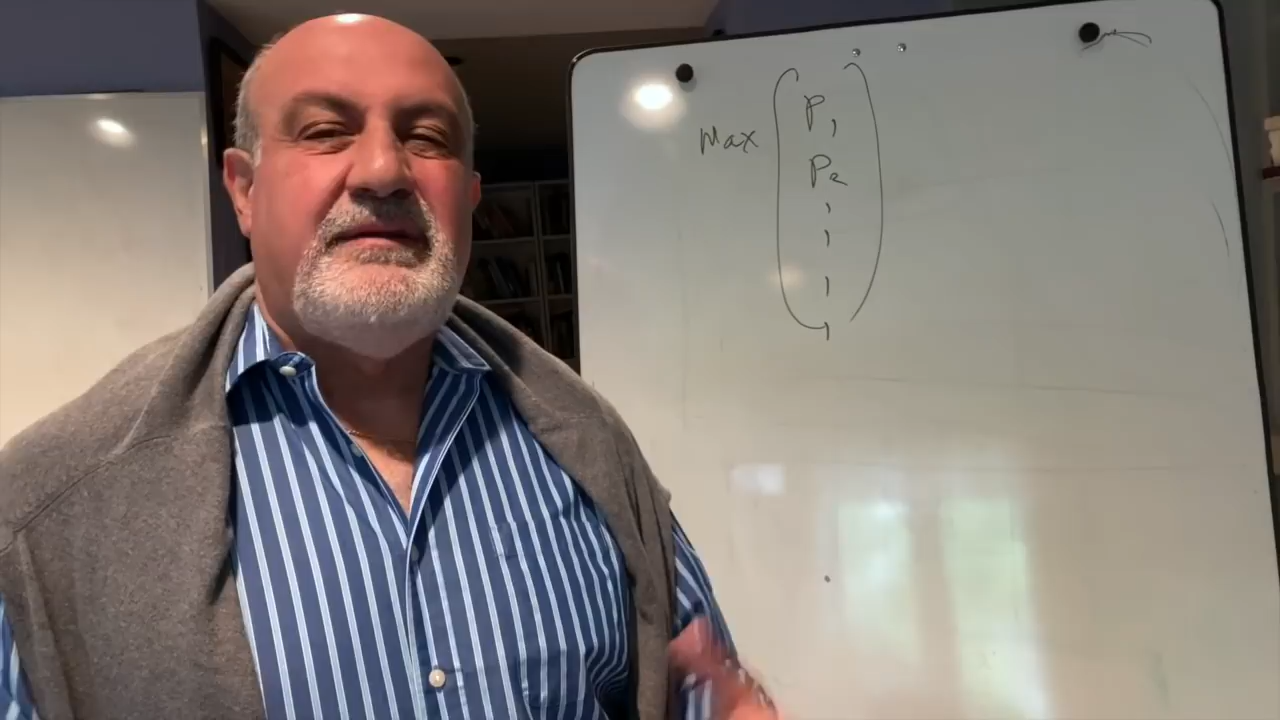 Max ( P1,
P2
,
,
,
, )